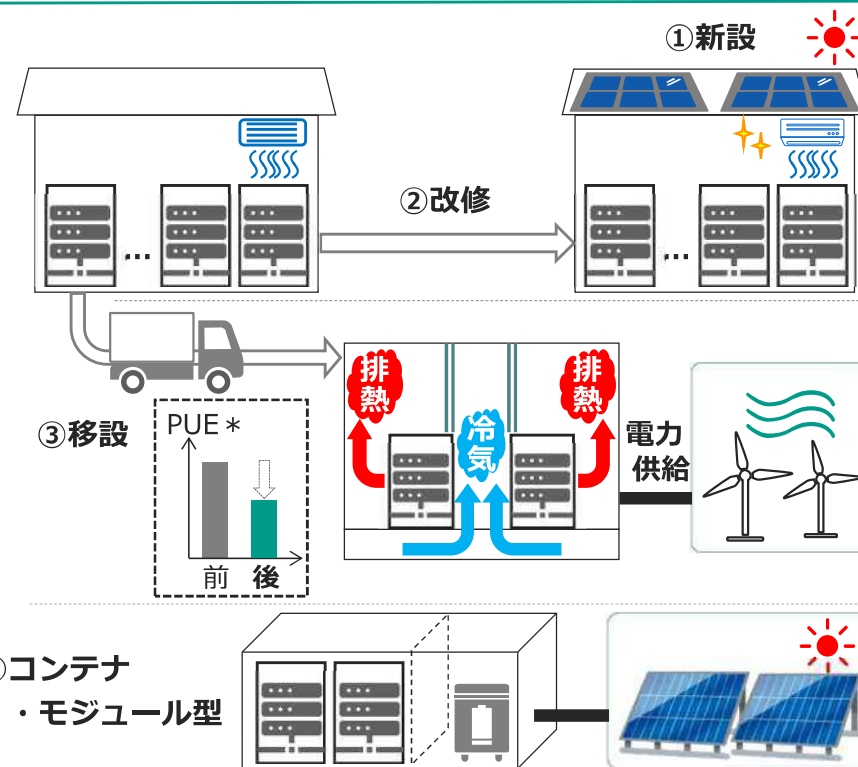 ①新設
②改修
③移設
PUE＊
前
後
排熱
冷気
排熱
電力
供給
コンテナ
・モジュール型